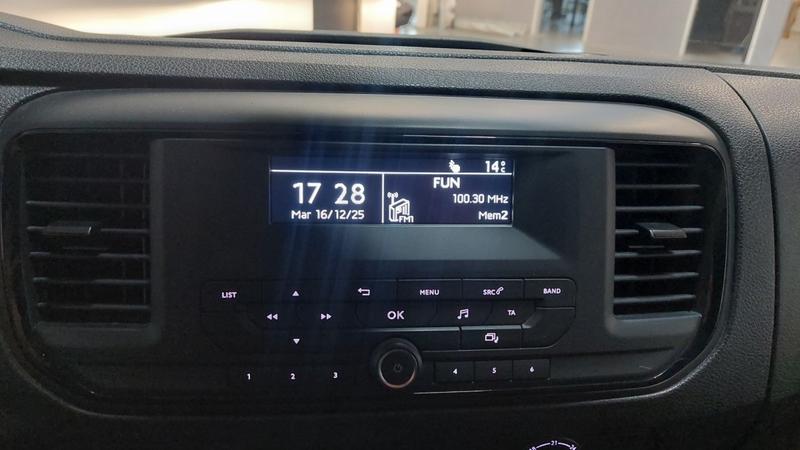 14°C
17 28
Mar 16/12/25
FUN
100.30 MHz
FM1
Mem2
LIST
MENU
SRC
BAND
OK
TA
1 2 3 4 5 6
21